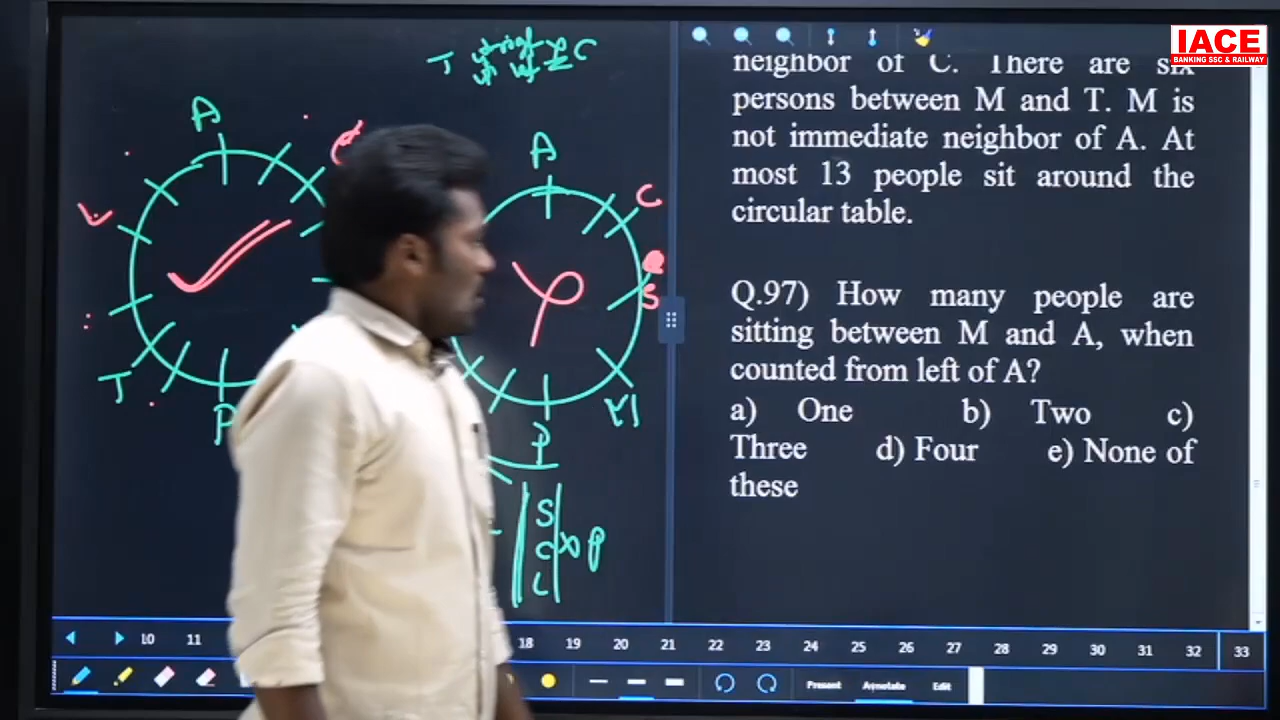 IACE
BANKING SSC & RAILWAY
neighbor of C. There are six
persons between M and T. M is
not immediate neighbor of A. At
most 13 people sit around the
circular table.
Q.97) How many people are
sitting between M and A, when
counted from left of A?
a) One b) Two c)
Three d) Four e) None of
these
T
C
A
T
P
A
C
S
M
P
S
C
L
10 11 18 19 20 21 22 23 24 25 26 27 28 29 30 31 32 33
Present Annotate Edit